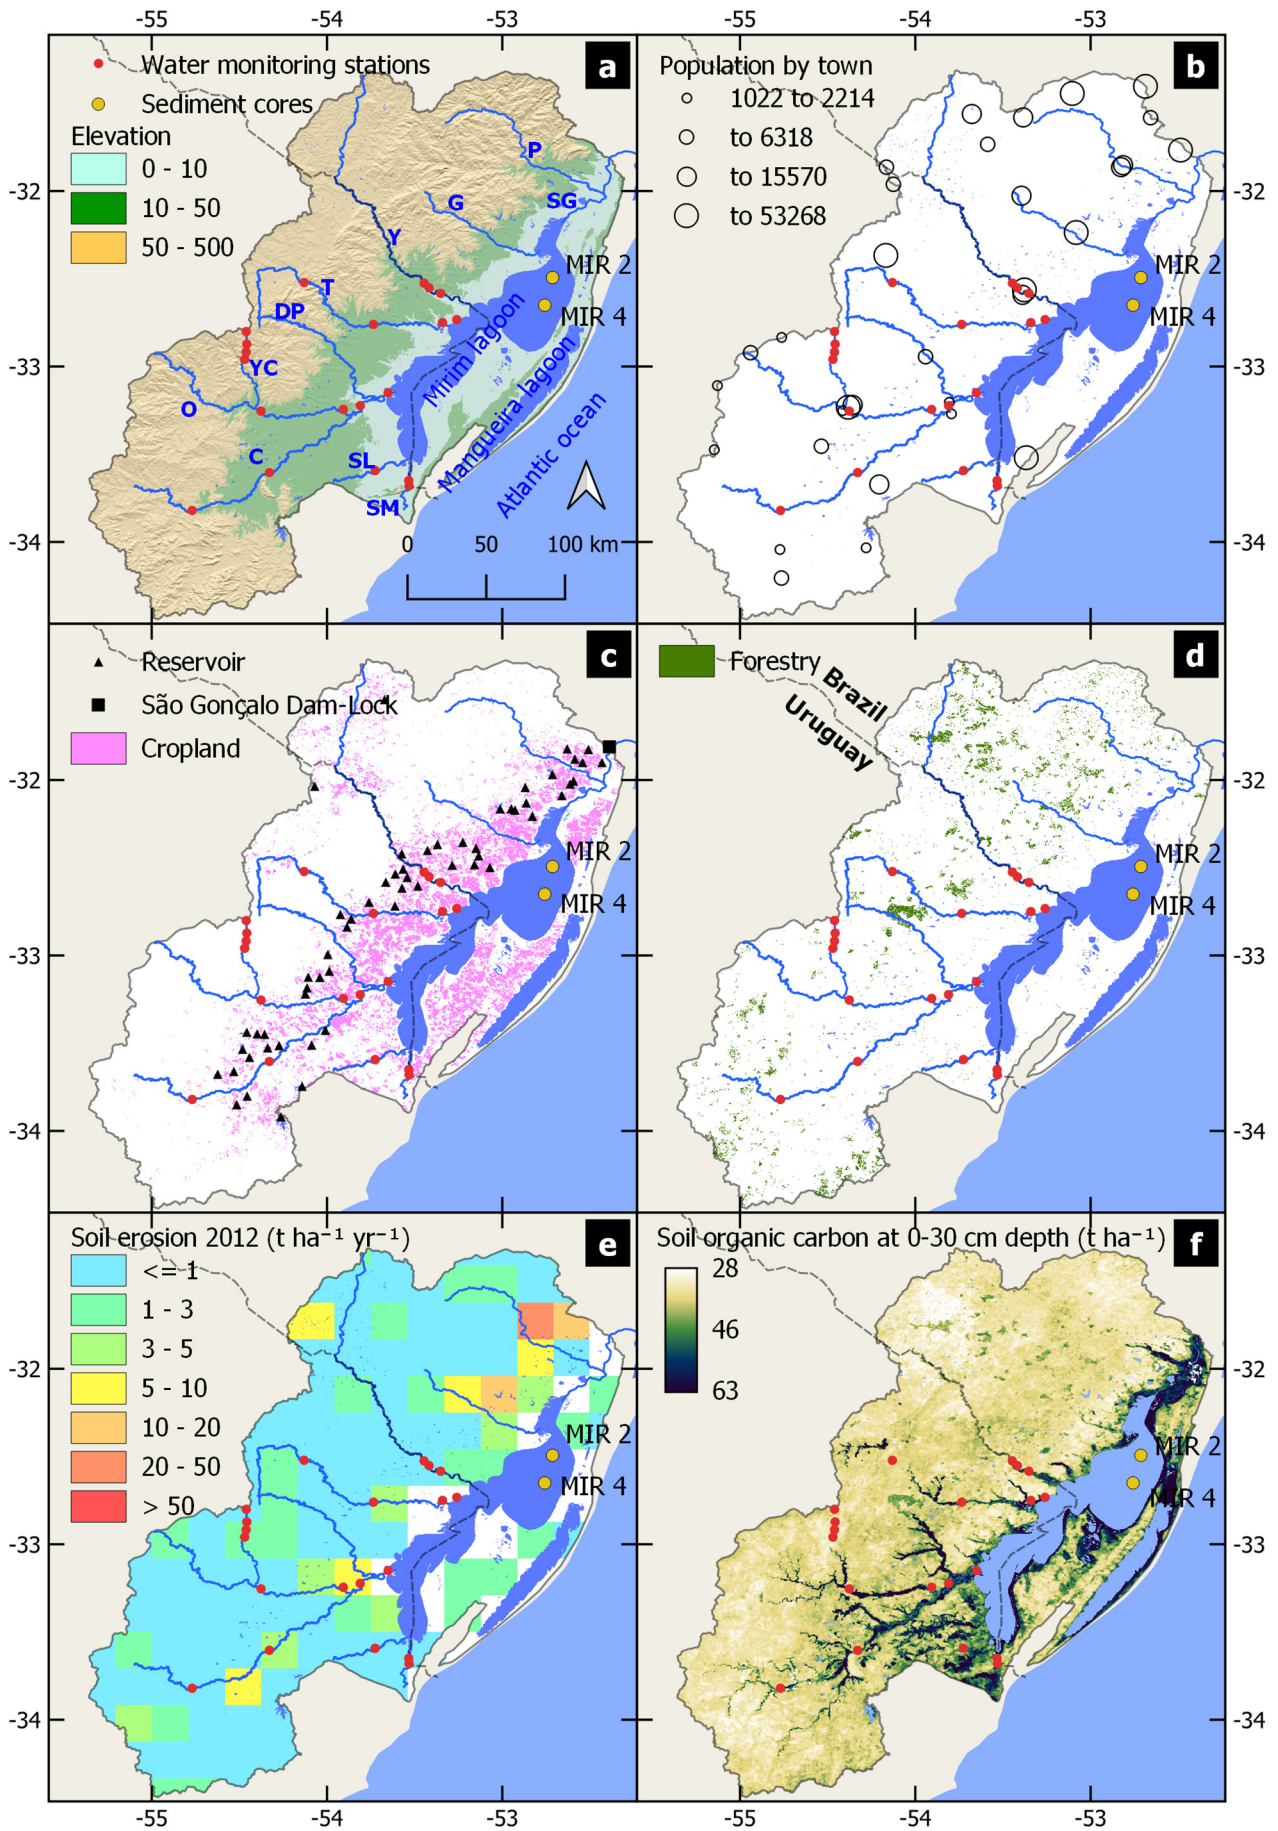 -55
-54
-53
Water monitoring stations
Sediment cores
Elevation
0 - 10
10 - 50
50 - 500
a
P
SG
G
Y
T
DP
YC
O
C
SL
SM
MIR 2
MIR 4
Mirim lagoon
Mangueira lagoon
Atlantic ocean
0 50 100 km
-32
-33
-34
-55
-54
-53
Population by town
1022 to 2214
to 6318
to 15570
to 53268
b
MIR 2
MIR 4
-32
-33
-34
Reservoir
São Gonçalo Dam-Lock
Cropland
c
MIR 2
MIR 4
-32
-33
-34
Forestry
Brazil
Uruguay
d
MIR 2
MIR 4
-32
-33
-34
Soil erosion 2012 (t ha⁻¹ yr⁻¹)
<= 1
1 - 3
3 - 5
5 - 10
10 - 20
20 - 50
> 50
e
MIR 2
MIR 4
-32
-33
-34
-55
-54
-53
Soil organic carbon at 0-30 cm depth (t ha⁻¹)
28
46
63
f
MIR 2
MIR 4
-32
-33
-34
-55
-54
-53